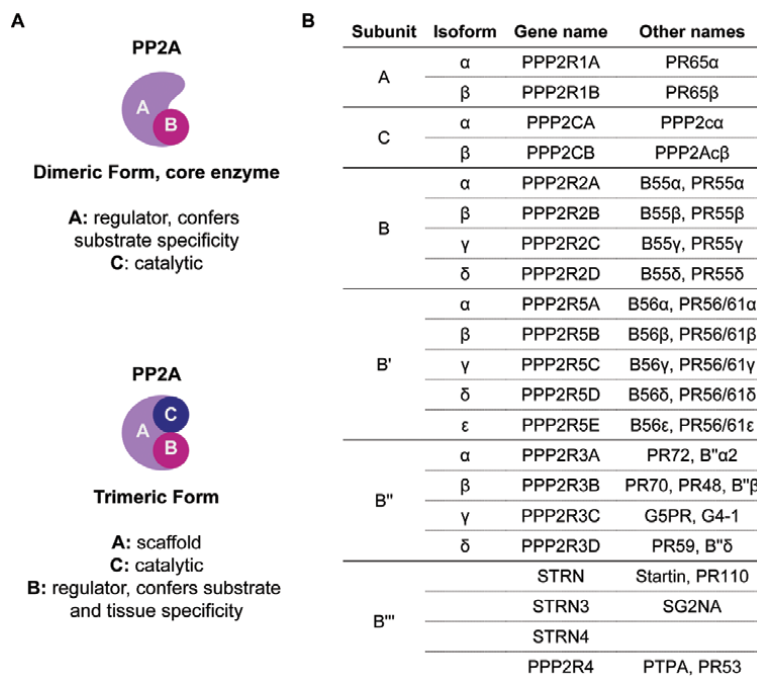 A
PP2A
A
B
Dimeric Form, core enzyme
A: regulator, confers
substrate specificity
C: catalytic
PP2A
C
A
B
Trimeric Form
A: scaffold
C: catalytic
B: regulator, confers substrate
and tissue specificity
B
Subunit Isoform Gene name Other names
A
α PPP2R1A PR65α
β PPP2R1B PR65β
C
α PPP2CA PPP2cα
β PPP2CB PPP2Acβ
B
α PPP2R2A B55α, PR55α
β PPP2R2B B55β, PR55β
γ PPP2R2C B55γ, PR55γ
δ PPP2R2D B55δ, PR55δ
B'
α PPP2R5A B56α, PR56/61α
β PPP2R5B B56β, PR56/61β
γ PPP2R5C B56γ, PR56/61γ
δ PPP2R5D B56δ, PR56/61δ
ε PPP2R5E B56ε, PR56/61ε
B"
α PPP2R3A PR72, B"α2
β PPP2R3B PR70, PR48, B"β
γ PPP2R3C G5PR, G4-1
δ PPP2R3D PR59, B"δ
B'"
STRN Startin, PR110
STRN3 SG2NA
STRN4
PPP2R4 PTPA, PR53